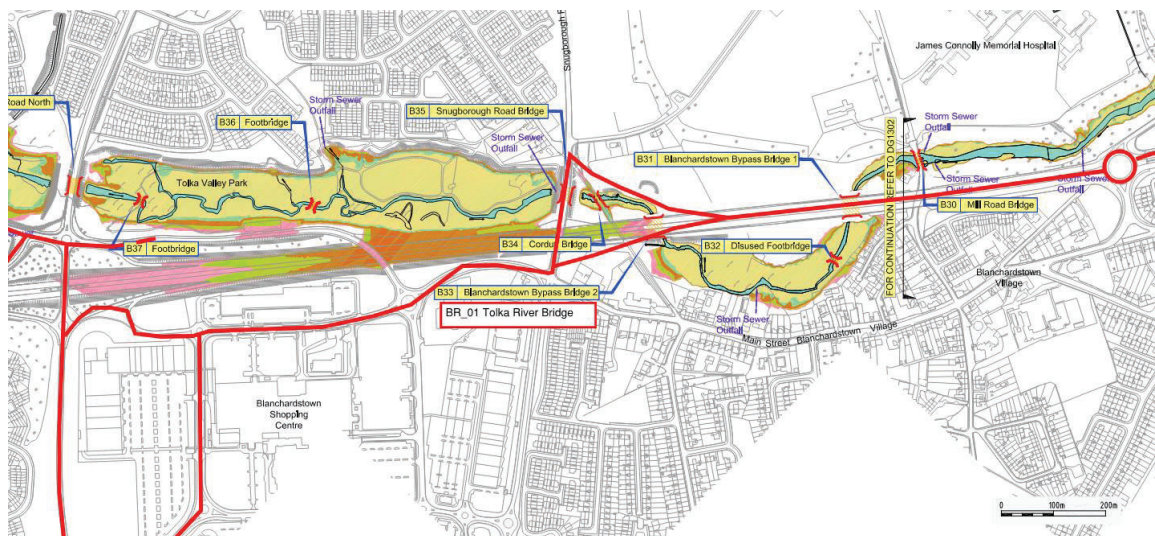 James Connolly Memorial Hospital
Snugborough
Road North
Storm Sewer
Outfall
B35 Snugborough Road Bridge
B36 Footbridge
Storm Sewer
Outfall
FOR CONTINUATION REFER TO DG1302
Storm Sewer
Outfall
B31 Blanchardstown Bypass Bridge 1
Tolka Valley Park
Storm Sewer
Outfall
Storm Sewer
Outfall
B30 Mill Road Bridge
B37 Footbridge
B34 Corduff Bridge
B32 Disused Footbridge
Blanchardstown
Village
B33 Blanchardstown Bypass Bridge 2
BR_01 Tolka River Bridge
Storm Sewer
Outfall
Main Street Blanchardstown Village
Blanchardstown
Shopping
Centre
0 100m 200m